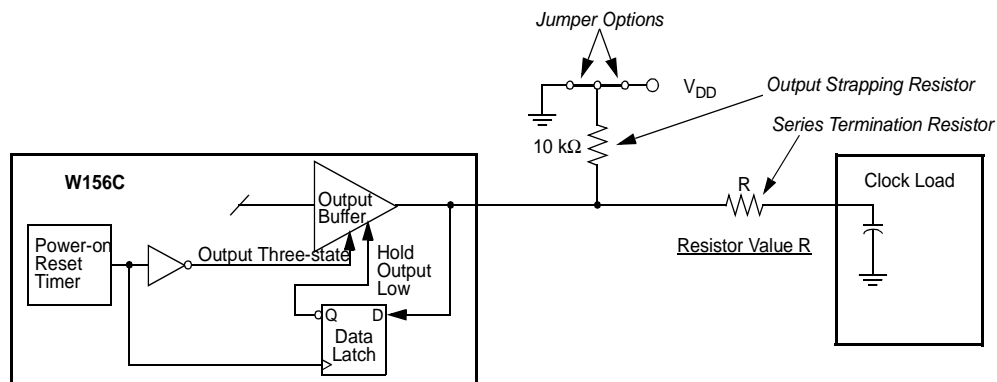 Jumper Options
V_DD
Output Strapping Resistor
Series Termination Resistor
10 kΩ
W156C
R
Clock Load
Output
Buffer
Power-on
Reset
Timer
Output Three-state
Hold
Output
Low
Resistor Value R
Q
D
Data
Latch